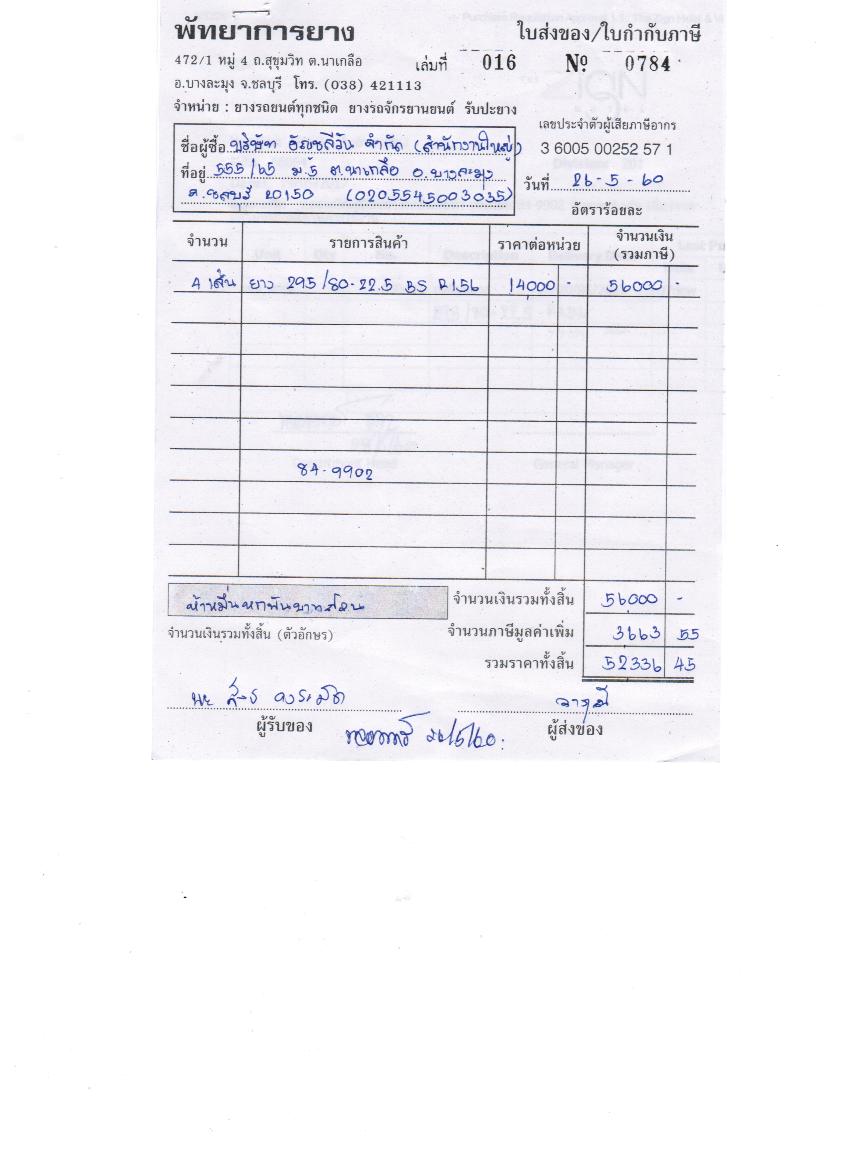 พัทยาการยาง
ใบส่งของ/ใบกำกับภาษี
472/1 หมู่ 4 ถ.สุขุมวิท ต.นาเกลือ
เล่มที่ 016 Nº 0784
อ.บางละมุง จ.ชลบุรี โทร. (038) 421113
จำหน่าย : ยางรถยนต์ทุกชนิด ยางรถจักรยานยนต์ รับปะยาง
เลขประจำตัวผู้เสียภาษีอากร
3 6005 00252 57 1
ชื่อผู้ซื้อ บริษัท อัญชลีวัน จำกัด (สำนักงานใหญ่)
ที่อยู่ 555/65 ม.5 ต.นาเกลือ อ.บางละมุง
จ.ชลบุรี 20150 (0205545003035)
วันที่ 26-5-60
อัตราร้อยละ
จำนวน รายการสินค้า ราคาต่อหน่วย จำนวนเงิน
(รวมภาษี)
4 เส้น ยาง 295/80-22.5 BS R156 14000 - 56000 -
84-9902
ห้าหมื่นหกพันบาทถ้วน
จำนวนเงินรวมทั้งสิ้น 56000 -
จำนวนเงินรวมทั้งสิ้น (ตัวอักษร)
จำนวนภาษีมูลค่าเพิ่ม 3663 55
รวมราคาทั้งสิ้น 52336 45
ผู้รับของ
ผู้ส่งของ
26/5/60